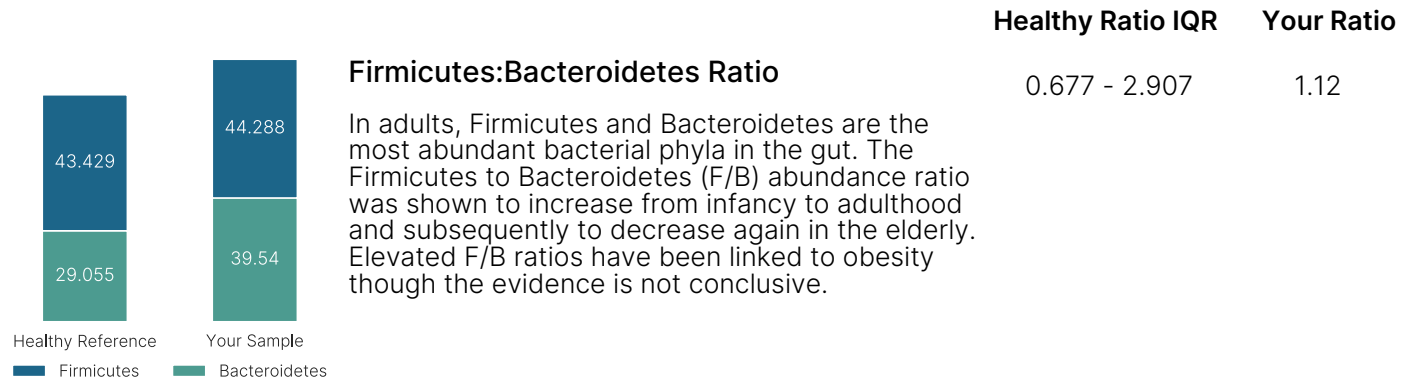 Healthy Ratio IQR Your Ratio
Firmicutes:Bacteroidetes Ratio
0.677 - 2.907 1.12
In adults, Firmicutes and Bacteroidetes are the
most abundant bacterial phyla in the gut. The
Firmicutes to Bacteroidetes (F/B) abundance ratio
was shown to increase from infancy to adulthood
and subsequently to decrease again in the elderly.
Elevated F/B ratios have been linked to obesity
though the evidence is not conclusive.
43.429
44.288
29.055
39.54
Healthy Reference
Your Sample
Firmicutes
Bacteroidetes